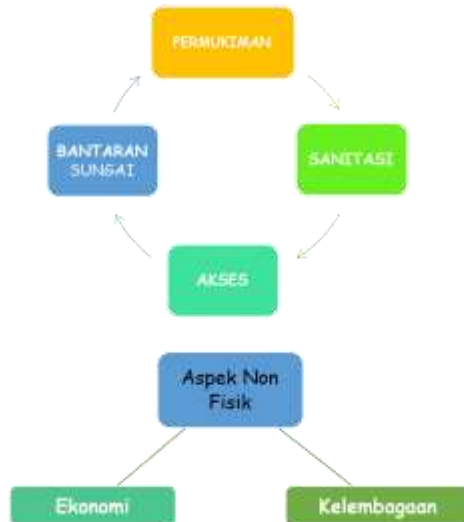 PERMUKIMAN
BANTARAN
SUNGAI
SANITASI
AKSES
Aspek Non
Fisik
Ekonomi
Kelembagaan